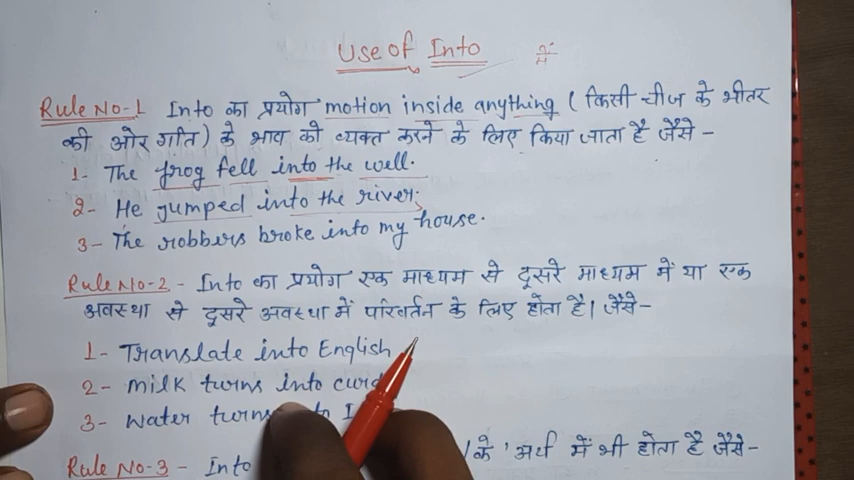 Use of Into
Rule No-1 Into का प्रयोग motion inside anything (किसी चीज के भीतर
की ओर गति) के भाव को व्यक्त करने के लिए किया जाता है जैसे -
1- The frog fell into the well.
2- He jumped into the river.
3- The robbers broke into my house.
Rule No-2 - Into का प्रयोग एक माध्यम से दूसरे माध्यम में या एक
अवस्था से दूसरे अवस्था में परिवर्तन के लिए होता है। जैसे -
1- Translate into English
2- Milk turns into
3- Water turns
Rule No-3 - Into के' अर्थ में भी होता है जैसे -